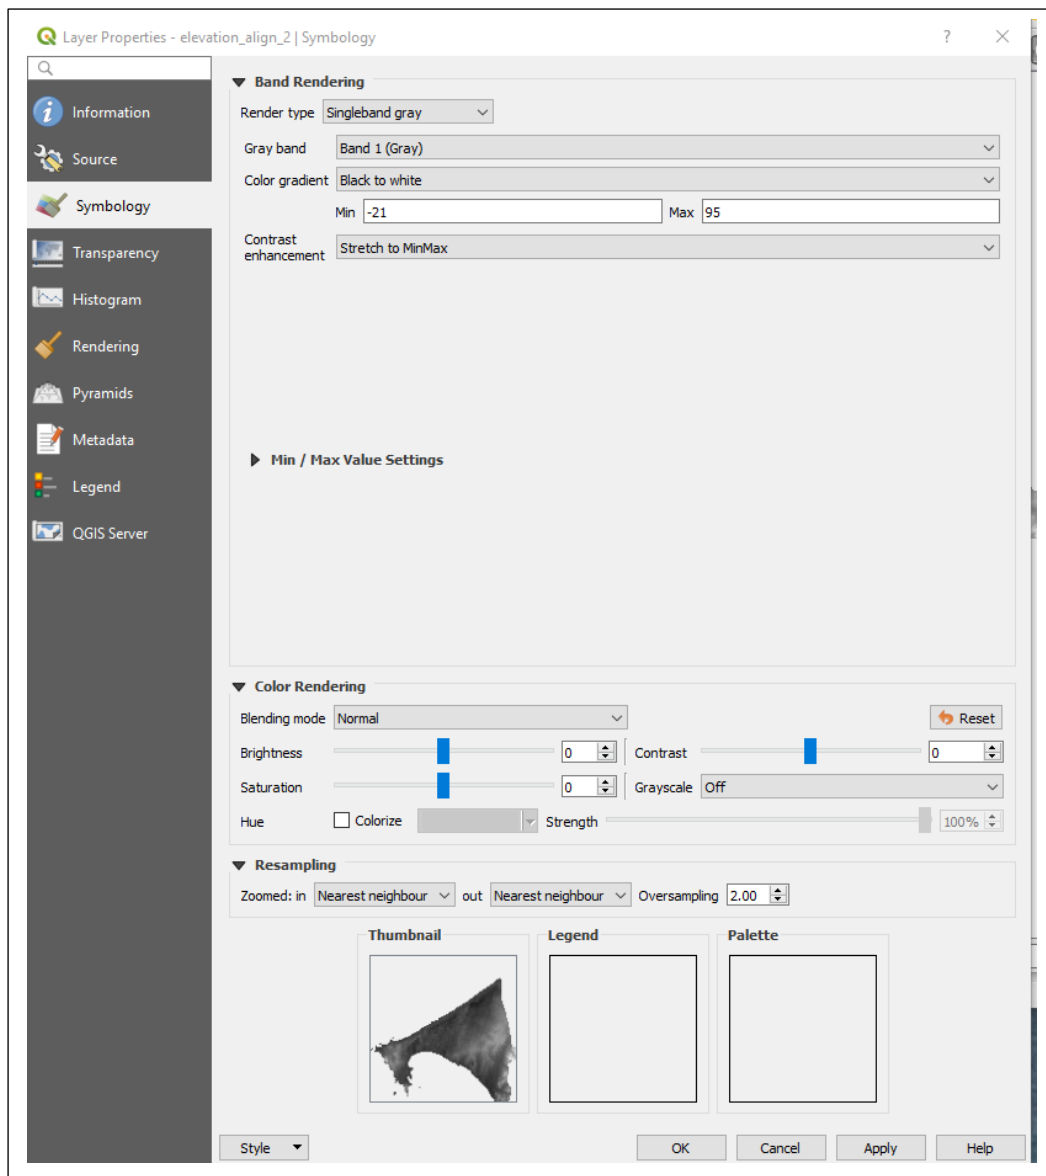 Layer Properties - elevation_align_2 | Symbology
?
Information
Source
Symbology
Transparency
Histogram
Rendering
Pyramids
Metadata
Legend
QGIS Server
Band Rendering
Render type Singleband gray
Gray band Band 1 (Gray)
Color gradient Black to white
Min -21 Max 95
Contrast
enhancement Stretch to MinMax
Min / Max Value Settings
Color Rendering
Blending mode Normal Reset
Brightness 0 Contrast 0
Saturation 0 Grayscale Off
Hue Colorize Strength 100%
Resampling
Zoomed: in Nearest neighbour out Nearest neighbour Oversampling 2.00
Thumbnail Legend Palette
Style OK Cancel Apply Help